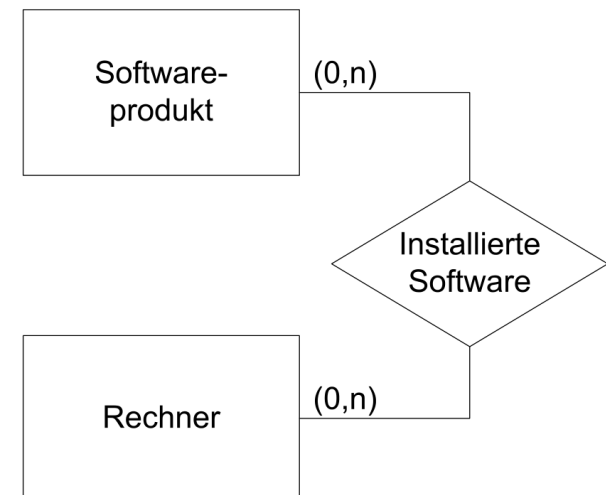 Software-
produkt
(0,n)
Installierte
Software
Rechner
(0,n)